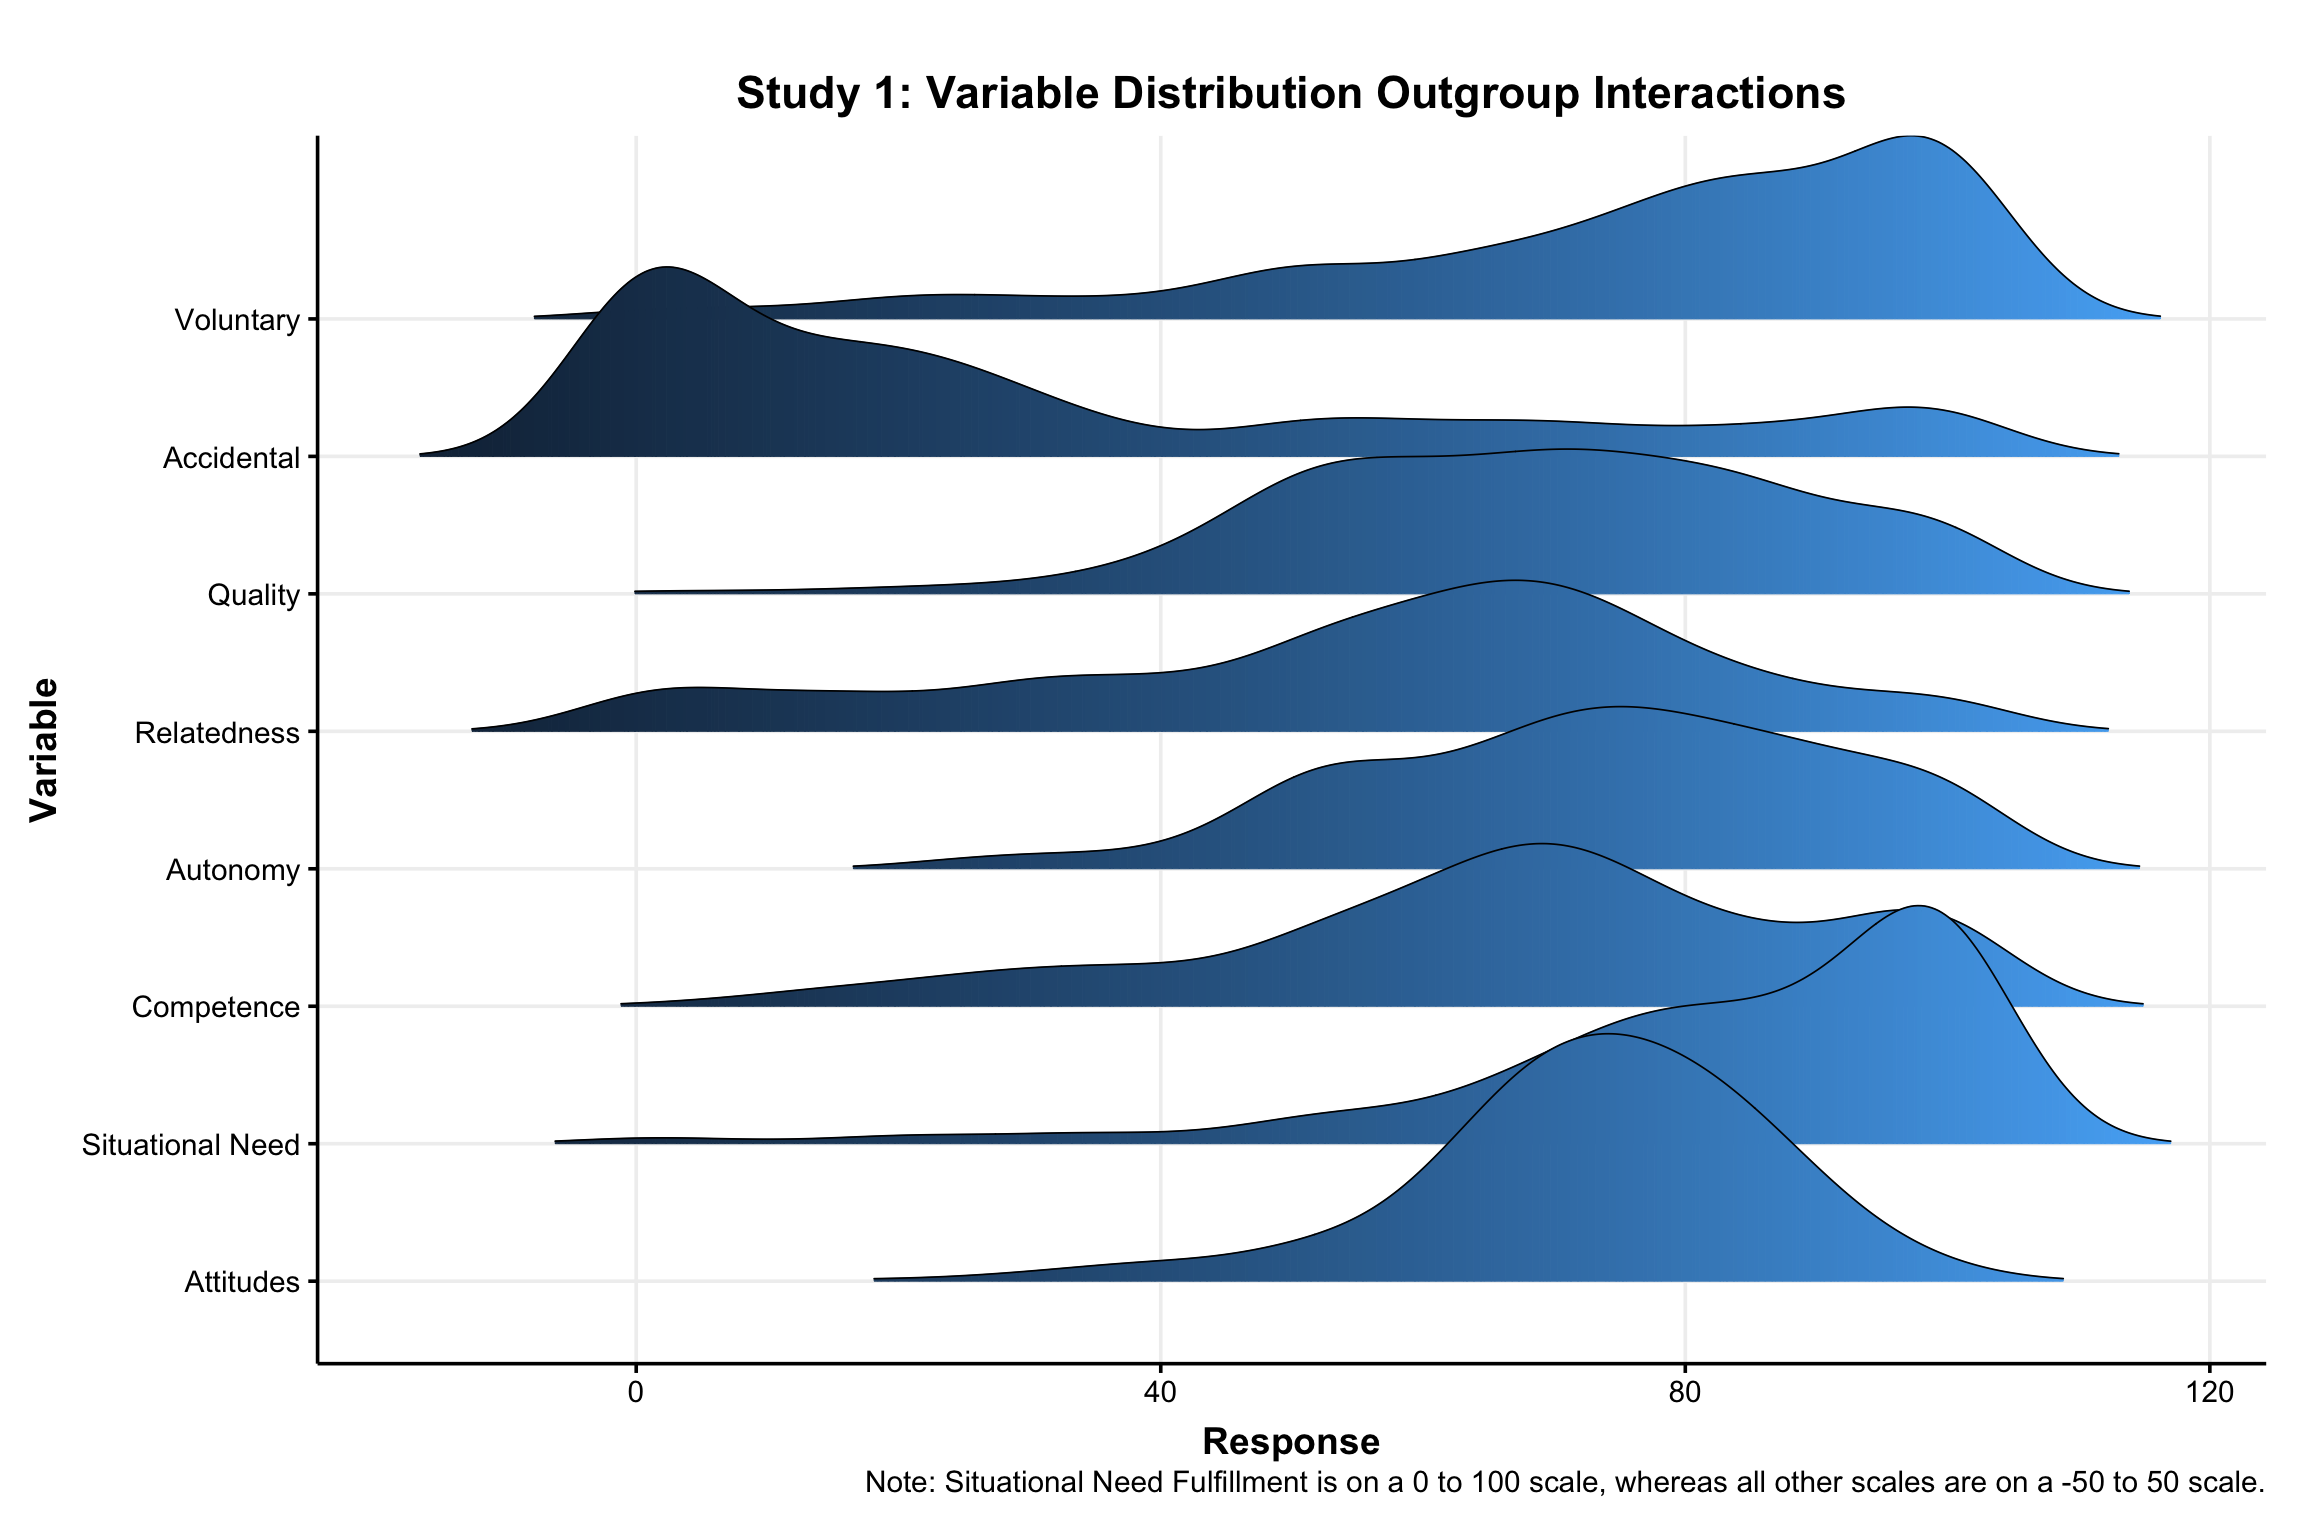 Study 1: Variable Distribution Outgroup Interactions
Variable
Voluntary
Accidental
Quality
Relatedness
Autonomy
Competence
Situational Need
Attitudes
0
40
80
120
Response
Note: Situational Need Fulfillment is on a 0 to 100 scale, whereas all other scales are on a -50 to 50 scale.